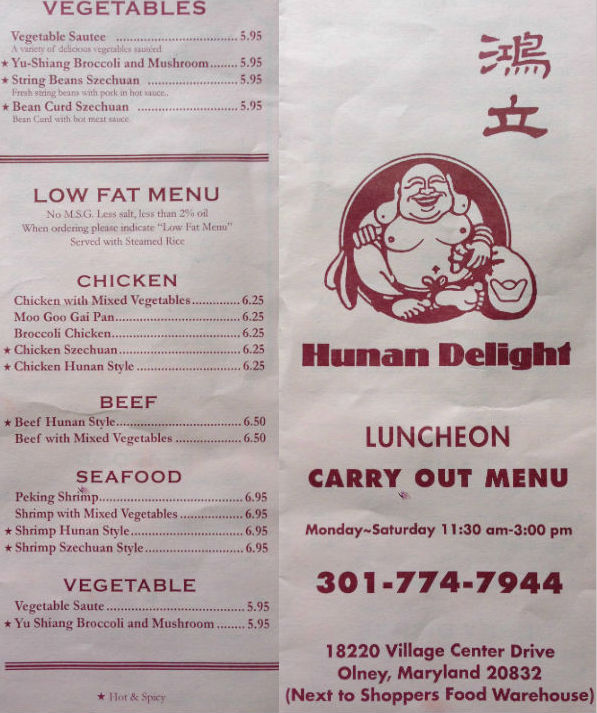 VEGETABLES
Vegetable Sautee ........................ 5.95
A variety of delicious vegetables sauteed
★ Yu-Shiang Broccoli and Mushroom ....... 5.95
★ String Beans Szechuan ................. 5.95
Fresh string beans with pork in hot sauce..
★ Bean Curd Szechuan .................... 5.95
Bean Curd with hot meat sauce
LOW FAT MENU
No M.S.G. Less salt, less than 2% oil
When ordering please indicate "Low Fat Menu"
Served with Steamed Rice
CHICKEN
Chicken with Mixed Vegetables ............. 6.25
Moo Goo Gai Pan ............................. 6.25
Broccoli Chicken ............................. 6.25
★ Chicken Szechuan ............................ 6.25
★ Chicken Hunan Style ........................ 6.25
BEEF
★ Beef Hunan Style ............................. 6.50
Beef with Mixed Vegetables ................ 6.50
SEAFOOD
Peking Shrimp ................................. 6.95
Shrimp with Mixed Vegetables ............... 6.95
★ Shrimp Hunan Style .......................... 6.95
★ Shrimp Szechuan Style ....................... 6.95
VEGETABLE
Vegetable Saute ................................ 5.95
★ Yu Shiang Broccoli and Mushroom ........ 5.95
★ Hot & Spicy
鴻
立
Hunan Delight
LUNCHEON
CARRY OUT MENU
Monday~Saturday 11:30 am-3:00 pm
301-774-7944
18220 Village Center Drive
Olney, Maryland 20832
(Next to Shoppers Food Warehouse)